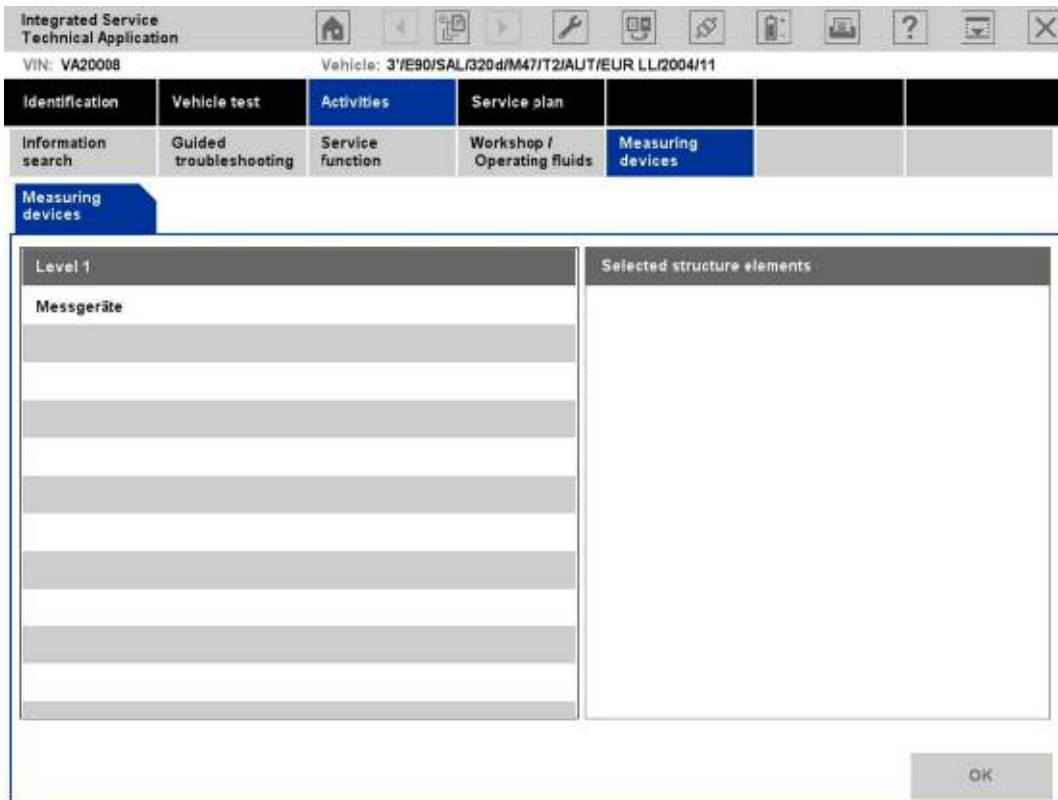 Integrated Service
Technical Application
VIN: VA20008
Vehicle: 3'/E90/SAL/320d/M47/T2/AUT/EUR LL/2004/11
Identification
Vehicle test
Activities
Service plan
Information
search
Guided
troubleshooting
Service
function
Workshop /
Operating fluids
Measuring
devices
Measuring
devices
Level 1
Selected structure elements
Messgeräte
OK